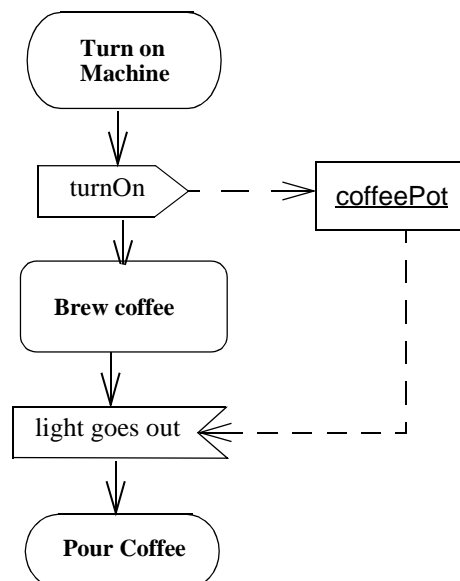 Turn on
Machine
turnOn
coffeePot
Brew coffee
light goes out
Pour Coffee